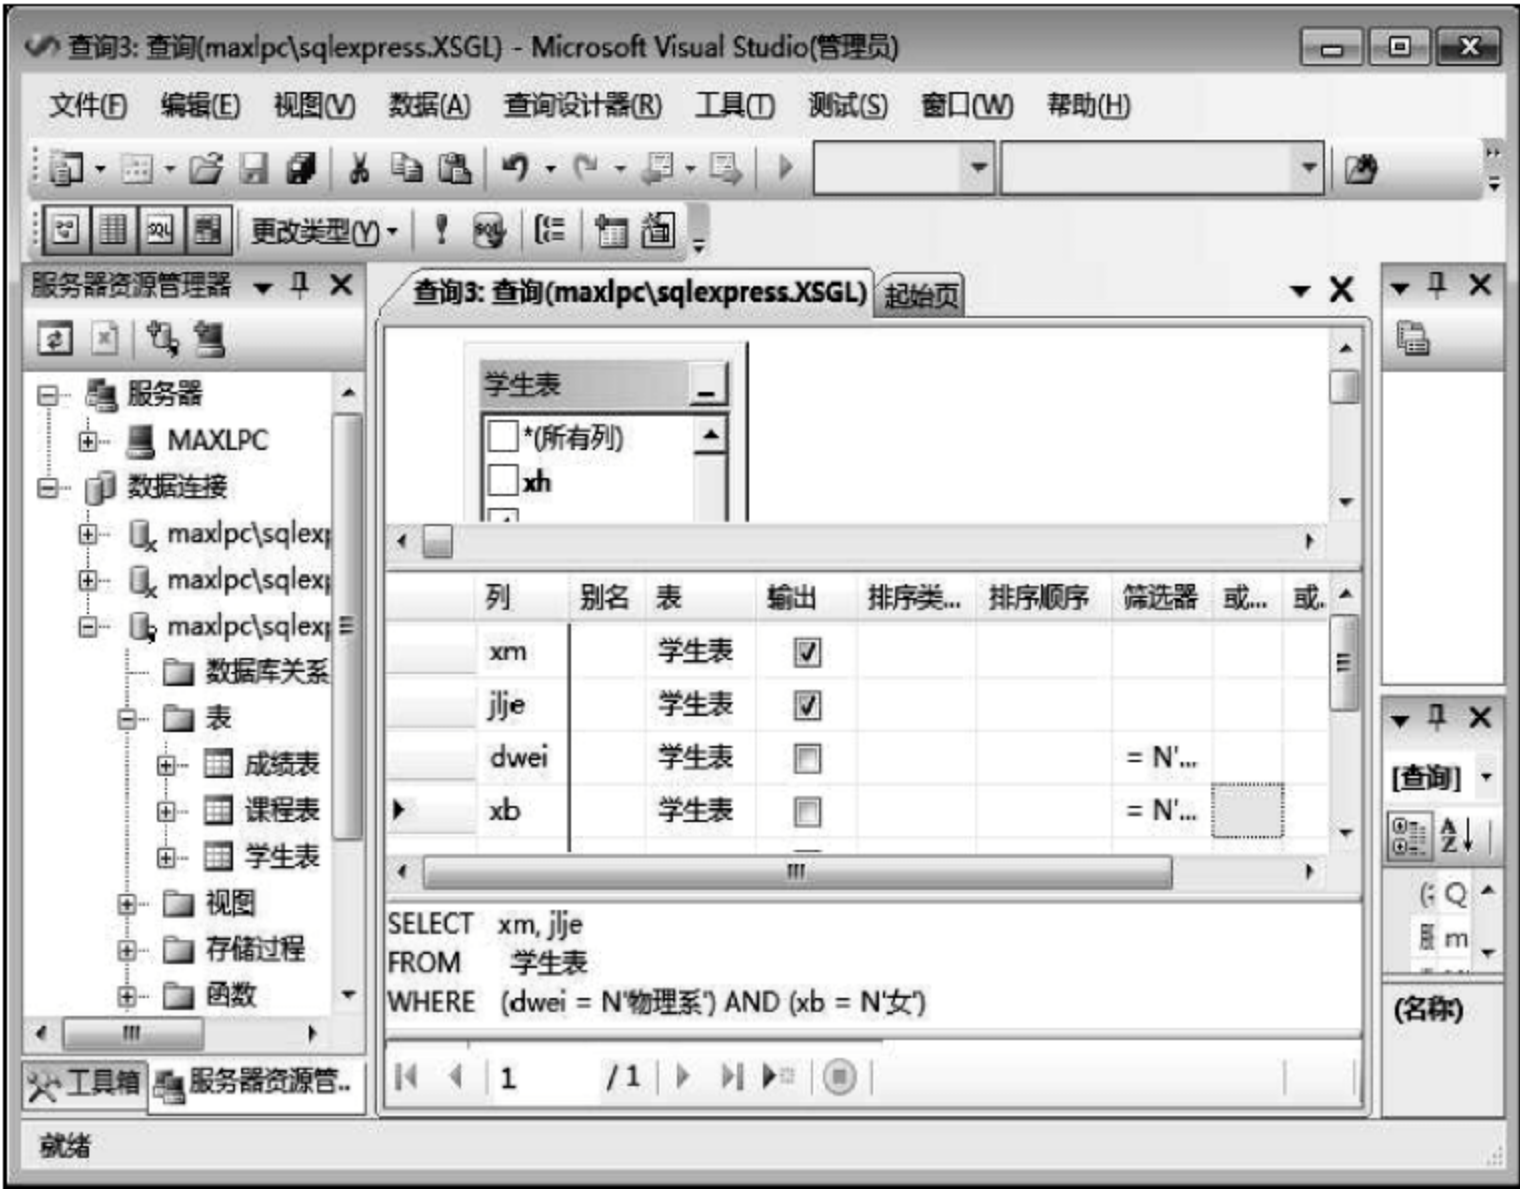 查询3: 查询(maxlpc\sqlexpress.XSGL) - Microsoft Visual Studio(管理员)
文件(F) 编辑(E) 视图(V) 数据(A) 查询设计器(R) 工具(T) 测试(S) 窗口(W) 帮助(H)
更改类型(Y)
服务器资源管理器
查询3: 查询(maxlpc\sqlexpress.XSGL) 起始页
服务器
MAXLPC
数据连接
maxlpc\sqlexp
maxlpc\sqlexp
maxlpc\sqlexp
数据库关系
表
成绩表
课程表
学生表
视图
存储过程
函数
工具箱 服务器资源管..
学生表
*(所有列)
xh
列 别名 表 输出 排序类... 排序顺序 筛选器 或... 或.
xm 学生表
jlje 学生表
dwei 学生表 = N'...
xb 学生表 = N'...
SELECT xm, jlje
FROM 学生表
WHERE (dwei = N'物理系') AND (xb = N'女')
1 / 1
[查询]
Q
m
(名称)
就绪